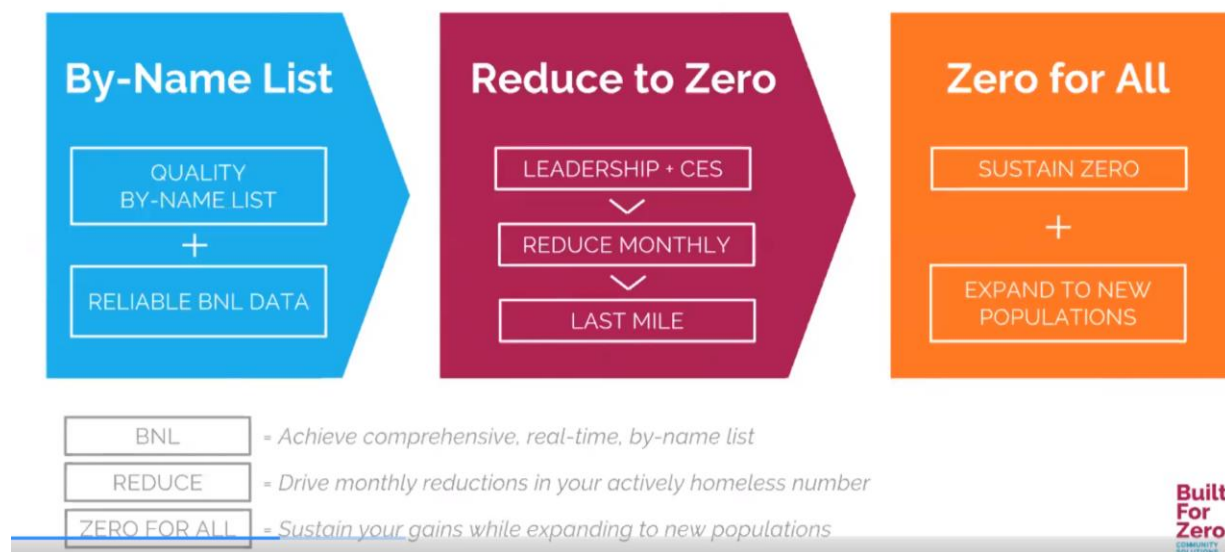 By-Name List
QUALITY
BY-NAME LIST
+
RELIABLE BNL DATA
Reduce to Zero
LEADERSHIP + CES
REDUCE MONTHLY
LAST MILE
Zero for All
SUSTAIN ZERO
+
EXPAND TO NEW
POPULATIONS
BNL = Achieve comprehensive, real-time, by-name list
REDUCE = Drive monthly reductions in your actively homeless number
ZERO FOR ALL = Sustain your gains while expanding to new populations
Built
For
Zero
COMMUNITY
SOLUTIONS